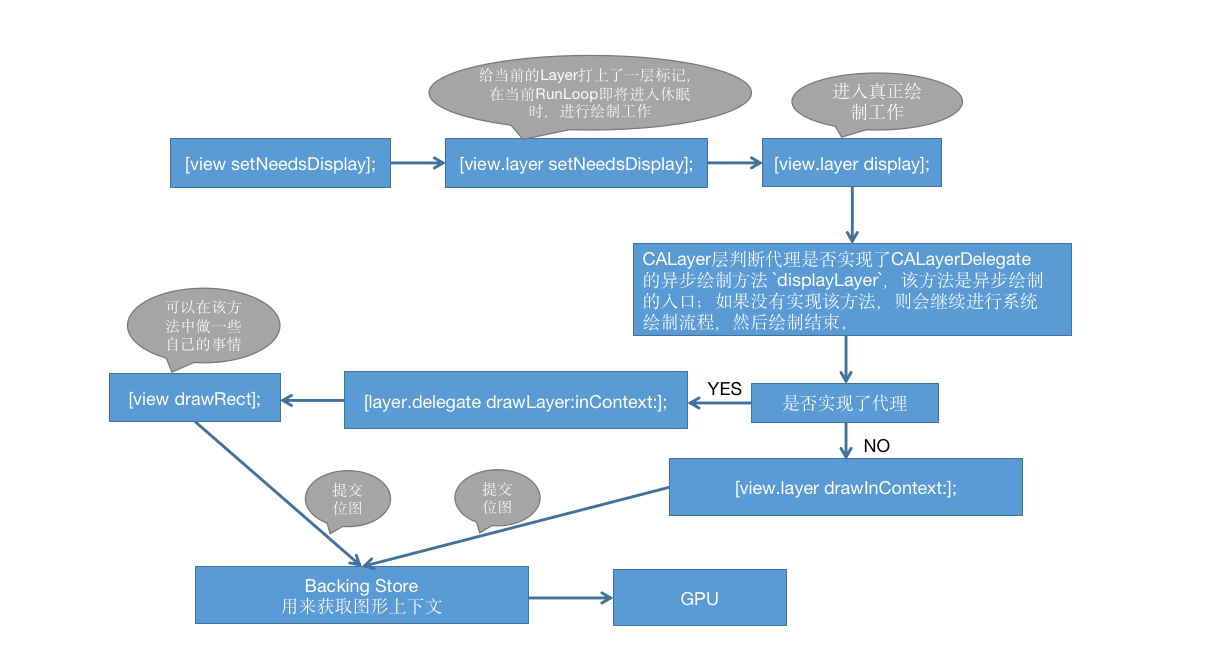 给当前的Layer打上了一层标记，
在当前RunLoop即将进入休眠
时，进行绘制工作
进入真正绘
制工作
[view setNeedsDisplay];
[view.layer setNeedsDisplay];
[view.layer display];
CALayer层判断代理是否实现了CALayerDelegate
的异步绘制方法 `displayLayer`，该方法是异步绘制
的入口；如果没有实现该方法，则会继续进行系统
绘制流程，然后绘制结束。
可以在该方
法中做一些
自己的事情
[view drawRect];
[layer.delegate drawLayer:inContext:];
YES
是否实现了代理
NO
[view.layer drawInContext:];
提交
位图
提交
位图
Backing Store
用来获取图形上下文
GPU